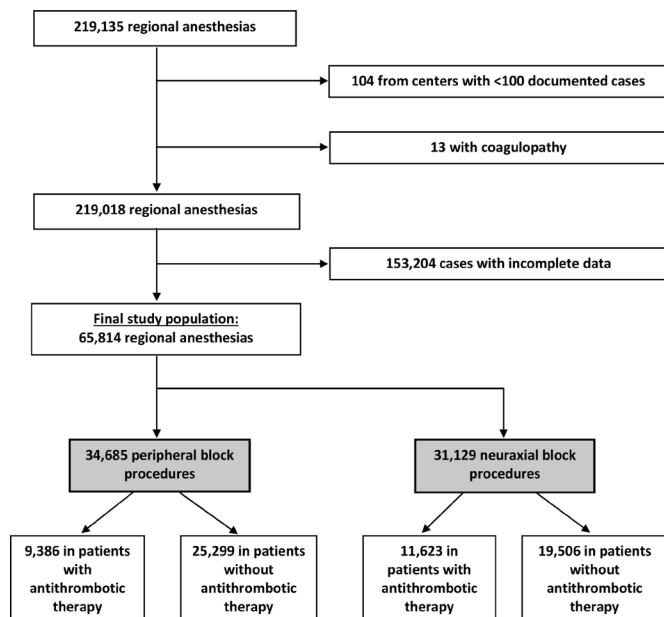 219,135 regional anesthesias
104 from centers with <100 documented cases
13 with coagulopathy
219,018 regional anesthesias
153,204 cases with incomplete data
Final study population:
65,814 regional anesthesias
34,685 peripheral block
procedures
31,129 neuraxial block
procedures
9,386 in patients
with
antithrombotic
therapy
25,299 in patients
without
antithrombotic
therapy
11,623 in
patients with
antithrombotic
therapy
19,506 in patients
without
antithrombotic
therapy